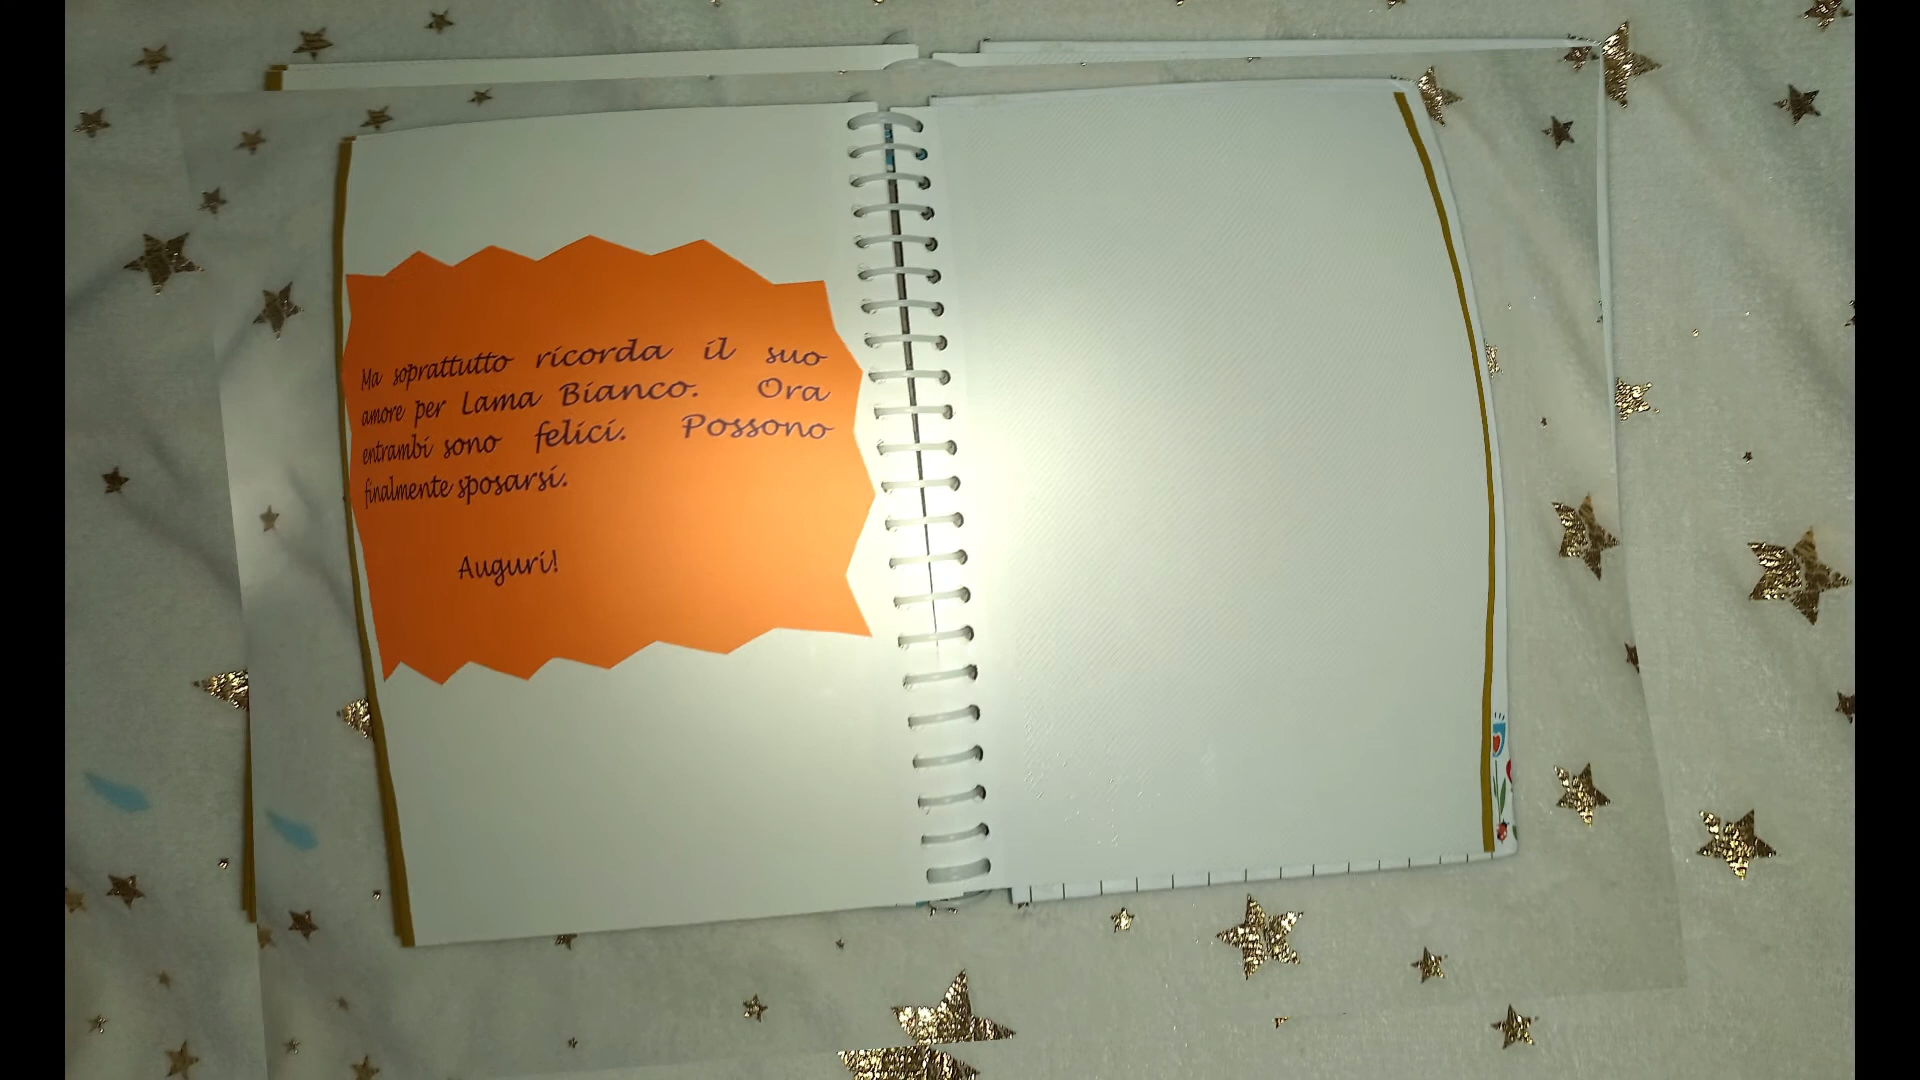 Ma soprattutto ricorda il suo
amore per Lama Bianco. Ora
entrambi sono felici. Possono
finalmente sposarsi.
Auguri!